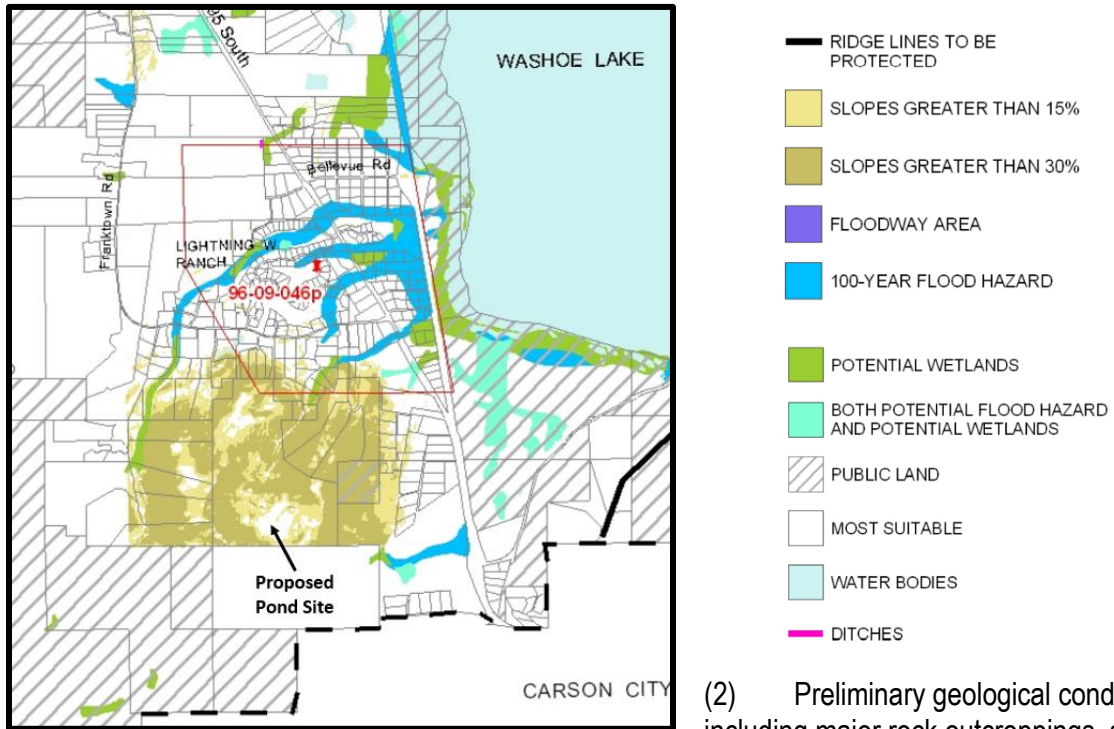 95 South
WASHOE LAKE
Bellevue Rd
Franktown Rd
LIGHTNING W
RANCH
96-09-046p
Proposed
Pond Site
CARSON CITY
RIDGE LINES TO BE
PROTECTED
SLOPES GREATER THAN 15%
SLOPES GREATER THAN 30%
FLOODWAY AREA
100-YEAR FLOOD HAZARD
POTENTIAL WETLANDS
BOTH POTENTIAL FLOOD HAZARD
AND POTENTIAL WETLANDS
PUBLIC LAND
MOST SUITABLE
WATER BODIES
DITCHES
(2) Preliminary geological cond